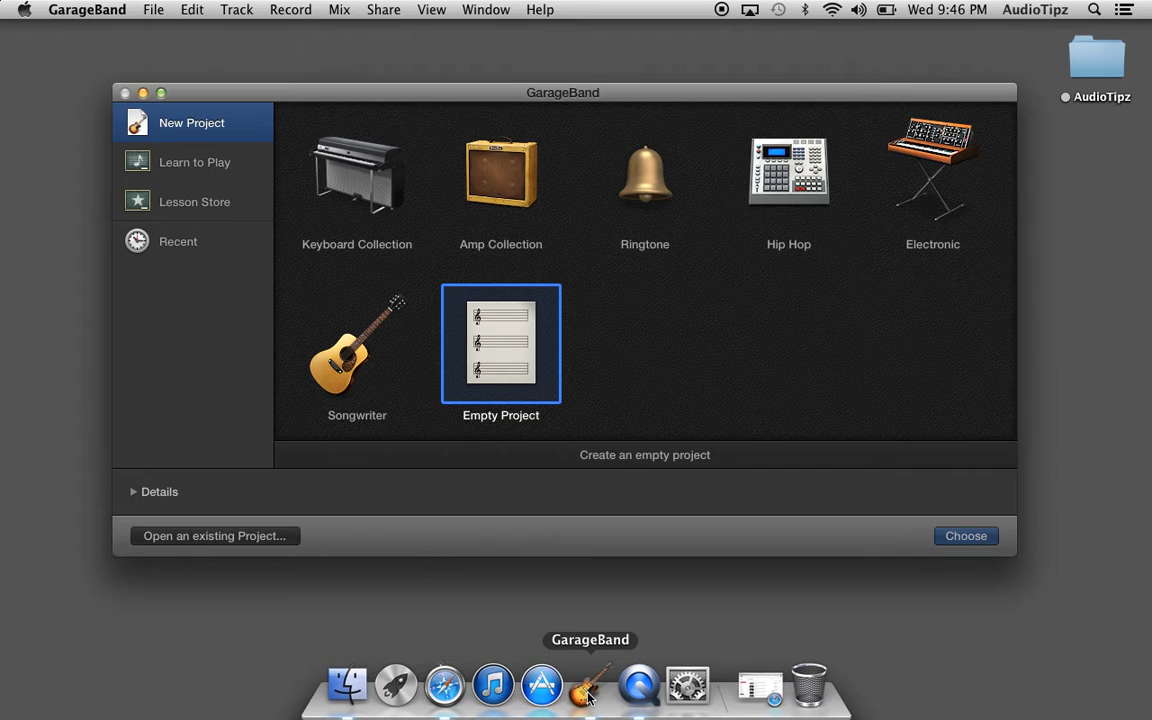 GarageBand File Edit Track Record Mix Share View Window Help Wed 9:46 PM AudioTipz
AudioTipz
GarageBand
New Project
Learn to Play
Lesson Store
Recent
Keyboard Collection Amp Collection Ringtone Hip Hop Electronic
Songwriter Empty Project
Create an empty project
Details
Open an existing Project... Choose
GarageBand